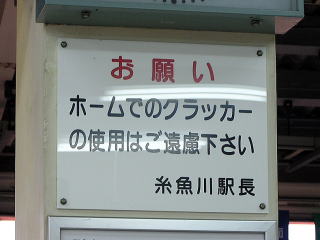 お願い
ホームでのクラッカー
の使用はご遠慮下さい
糸魚川駅長